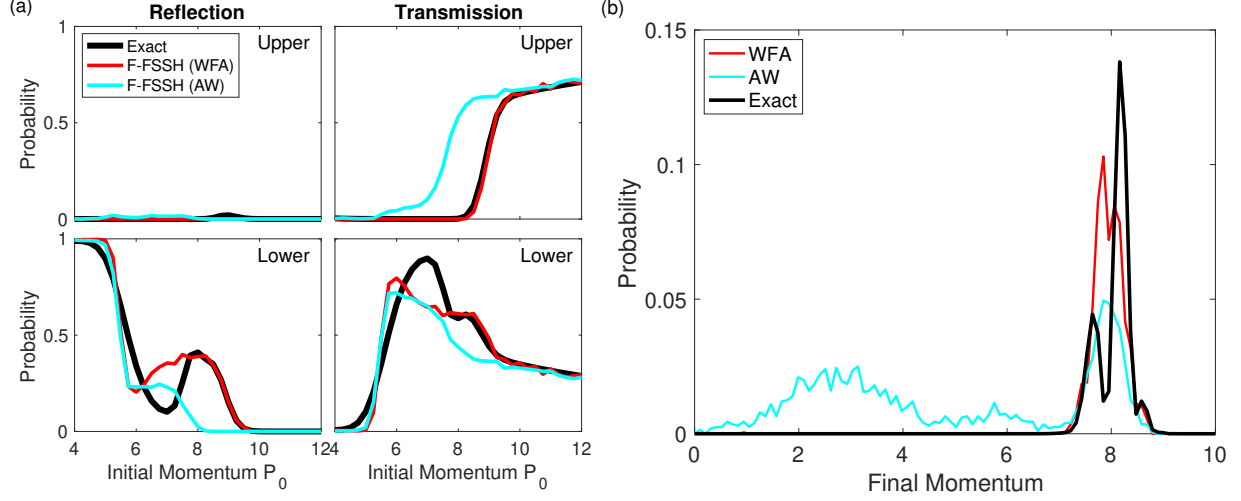 (a)
Reflection
Transmission
Exact
F-FSSH (WFA)
F-FSSH (AW)
Upper
Upper
Probability
1
0.5
0
Lower
Lower
Probability
1
0.5
0
4 6 8 10 12
4 6 8 10 12
Initial Momentum P_0
Initial Momentum P_0
(b)
WFA
AW
Exact
Probability
0.15
0.1
0.05
0
0 2 4 6 8 10
Final Momentum